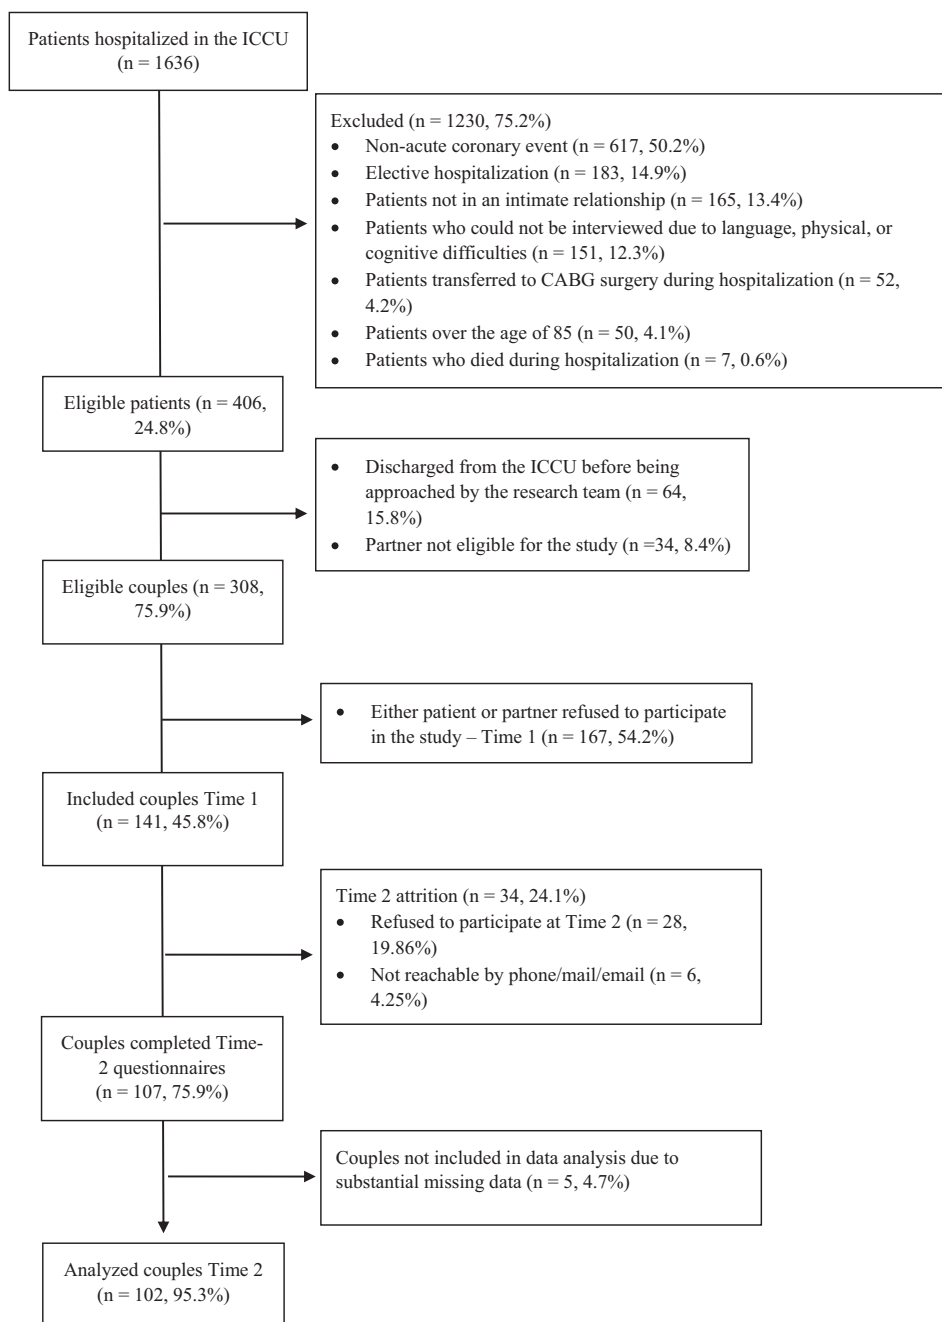 Patients hospitalized in the ICCU
(n = 1636)
Excluded (n = 1230, 75.2%)
• Non-acute coronary event (n = 617, 50.2%)
• Elective hospitalization (n = 183, 14.9%)
• Patients not in an intimate relationship (n = 165, 13.4%)
• Patients who could not be interviewed due to language, physical, or
cognitive difficulties (n = 151, 12.3%)
• Patients transferred to CABG surgery during hospitalization (n = 52,
4.2%)
• Patients over the age of 85 (n = 50, 4.1%)
• Patients who died during hospitalization (n = 7, 0.6%)
Eligible patients (n = 406,
24.8%)
• Discharged from the ICCU before being
approached by the research team (n = 64,
15.8%)
• Partner not eligible for the study (n =34, 8.4%)
Eligible couples (n = 308,
75.9%)
• Either patient or partner refused to participate
in the study – Time 1 (n = 167, 54.2%)
Included couples Time 1
(n = 141, 45.8%)
Time 2 attrition (n = 34, 24.1%)
• Refused to participate at Time 2 (n = 28,
19.86%)
• Not reachable by phone/mail/email (n = 6,
4.25%)
Couples completed Time-
2 questionnaires
(n = 107, 75.9%)
Couples not included in data analysis due to
substantial missing data (n = 5, 4.7%)
Analyzed couples Time 2
(n = 102, 95.3%)